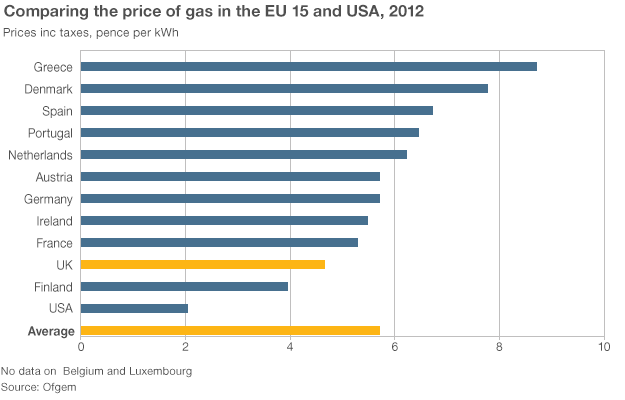 Comparing the price of gas in the EU 15 and USA, 2012
Prices inc taxes, pence per kWh
Greece
Denmark
Spain
Portugal
Netherlands
Austria
Germany
Ireland
France
UK
Finland
USA
Average
0 2 4 6 8 10
No data on Belgium and Luxembourg
Source: Ofgem